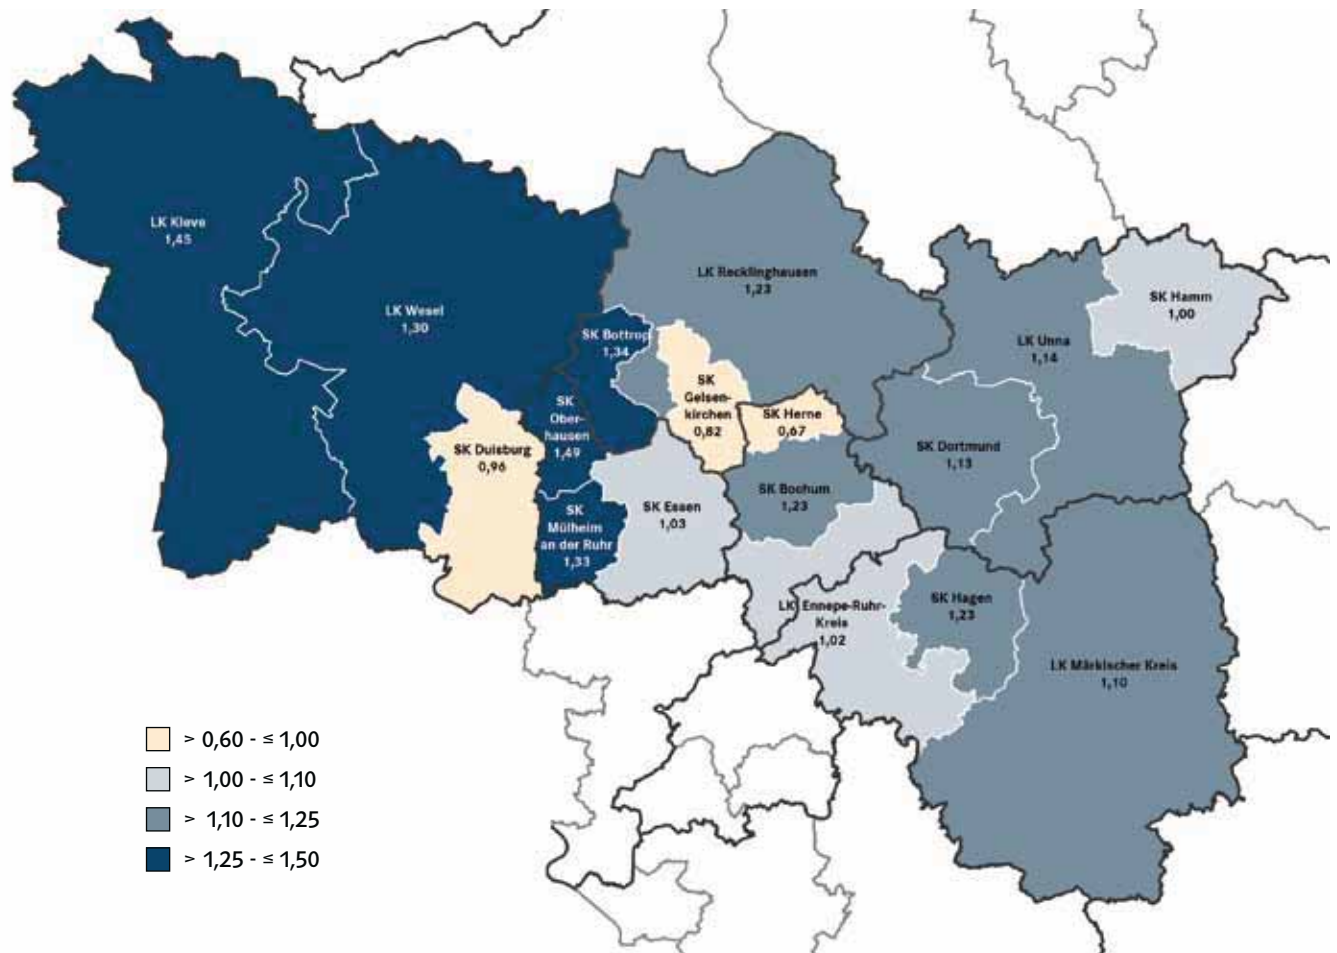 LK Kleve
1,45
LK Wesel
1,30
LK Recklinghausen
1,23
SK Hamm
1,00
LK Unna
1,14
SK Bottrop
1,34
SK
Gelsen-
kirchen
0,82
SK
Ober-
hausen
1,49
SK Herne
0,67
SK Duisburg
0,96
SK Dortmund
1,13
SK Bochum
1,23
SK Essen
1,03
SK
Mülheim
an der Ruhr
1,33
LK Ennepe-Ruhr-
Kreis
1,02
SK Hagen
1,23
LK Märkischer Kreis
1,10
> 0,60 - ≤ 1,00
> 1,00 - ≤ 1,10
> 1,10 - ≤ 1,25
> 1,25 - ≤ 1,50